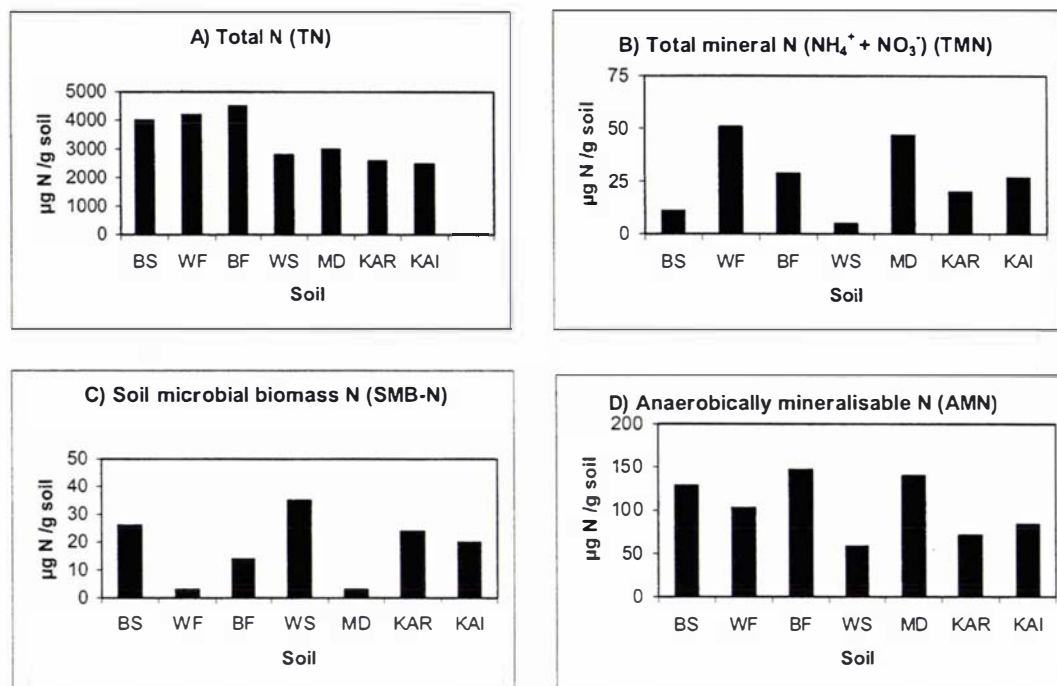 A) Total N (TN)
µg N /g soil
5000
4000
3000
2000
1000
0
BS WF BF WS MD KAR KAI
Soil
B) Total mineral N (NH₄⁺ + NO₃⁻) (TMN)
µg N /g soil
75
50
25
0
BS WF BF WS MD KAR KAI
Soil
C) Soil microbial biomass N (SMB-N)
µg N /g soil
50
40
30
20
10
0
BS WF BF WS MD KAR KAI
Soil
D) Anaerobically mineralisable N (AMN)
µg N /g soil
200
150
100
50
0
BS WF BF WS MD KAR KAI
Soil